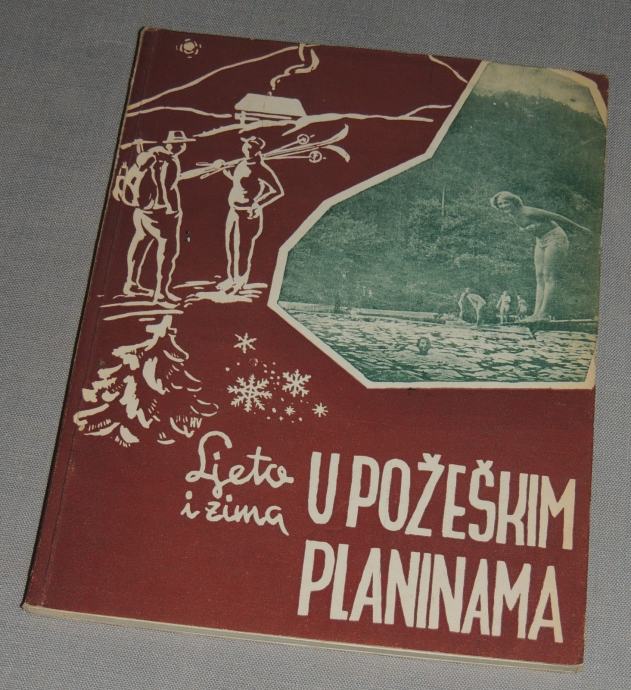 Ljeto
i zima
U POŽEŠKIM
PLANINAMA